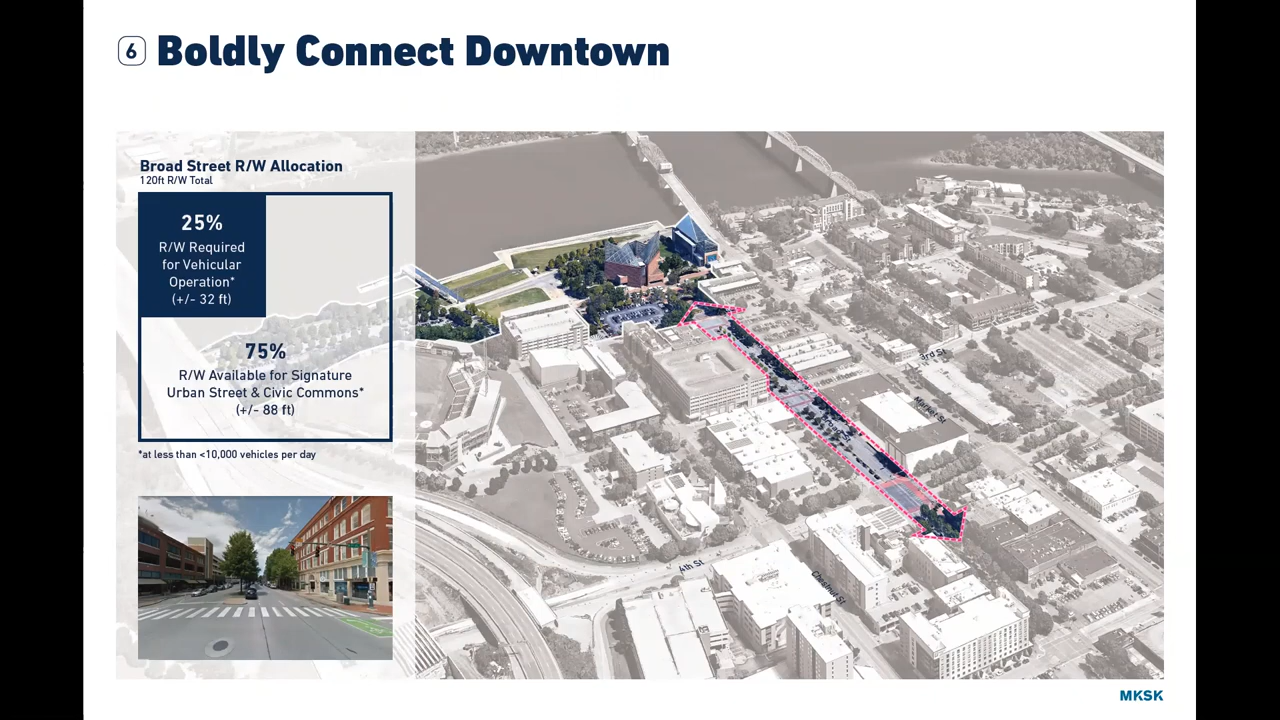 6 Boldly Connect Downtown
Broad Street R/W Allocation
120ft R/W Total
25%
R/W Required
for Vehicular
Operation*
(+/- 32 ft)
75%
R/W Available for Signature
Urban Street & Civic Commons*
(+/- 88 ft)
*at less than <10,000 vehicles per day
3rd St
Market St
4th St
Chestnut St
MKSK